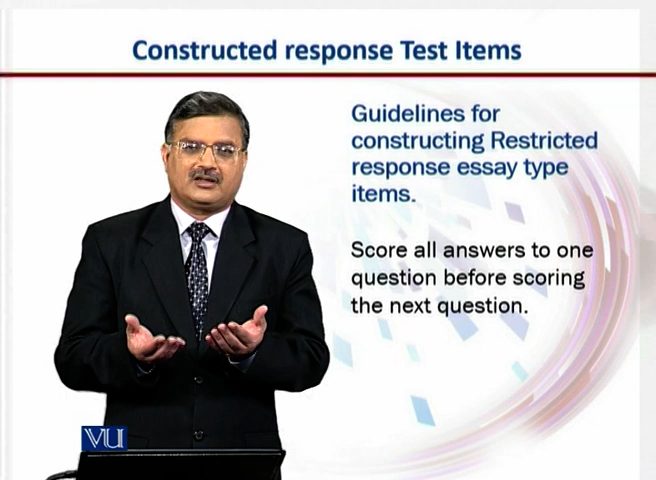 Constructed response Test Items
Guidelines for
constructing Restricted
response essay type
items.
Score all answers to one
question before scoring
the next question.
VU